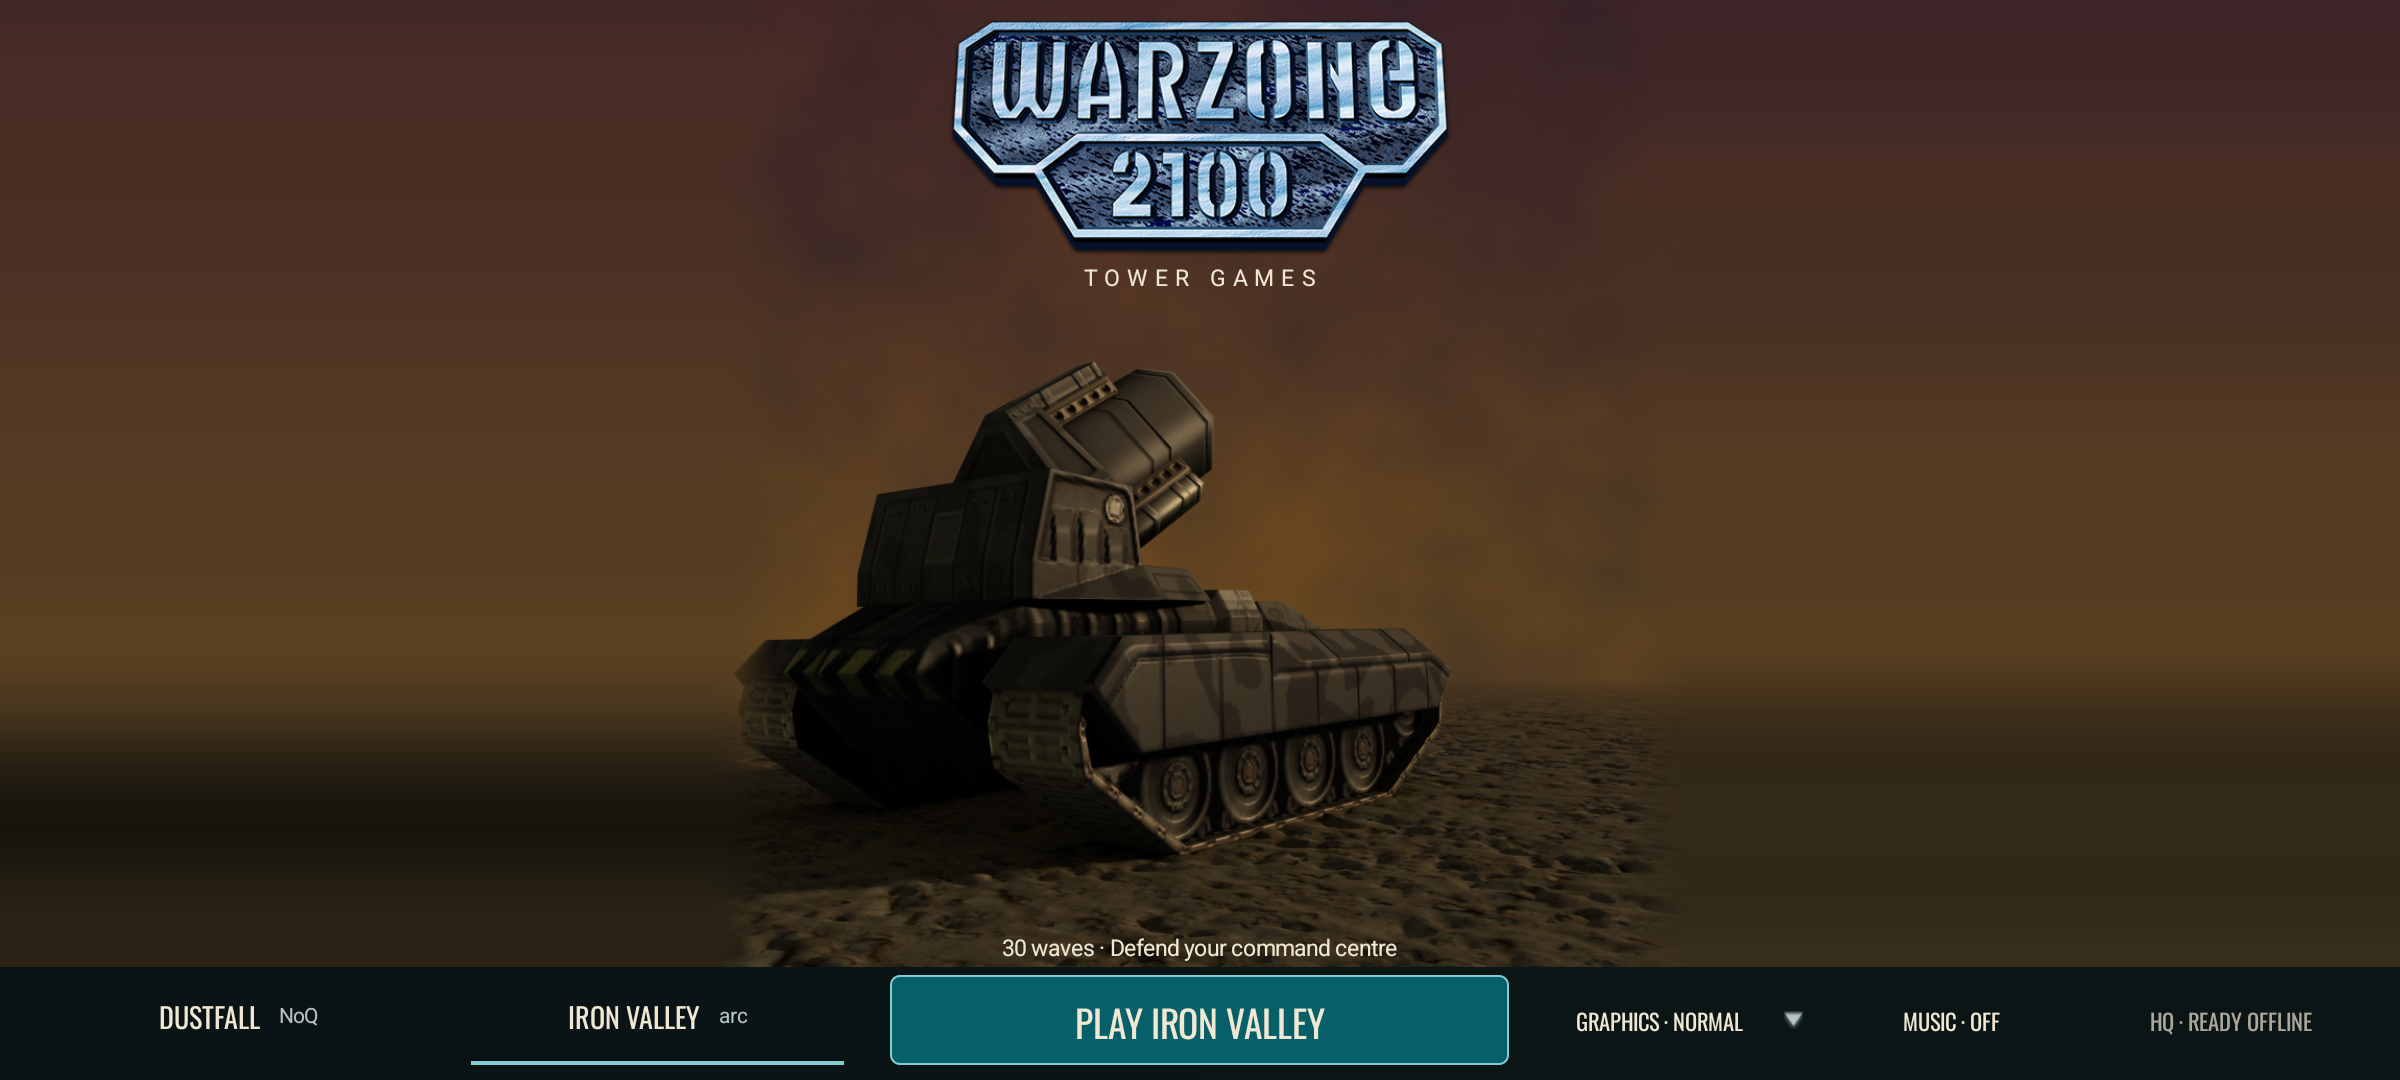 WARZONE
2100
TOWER GAMES
30 waves · Defend your command centre
DUSTFALL NoQ
IRON VALLEY arc
PLAY IRON VALLEY
GRAPHICS · NORMAL
MUSIC · OFF
HQ · READY OFFLINE